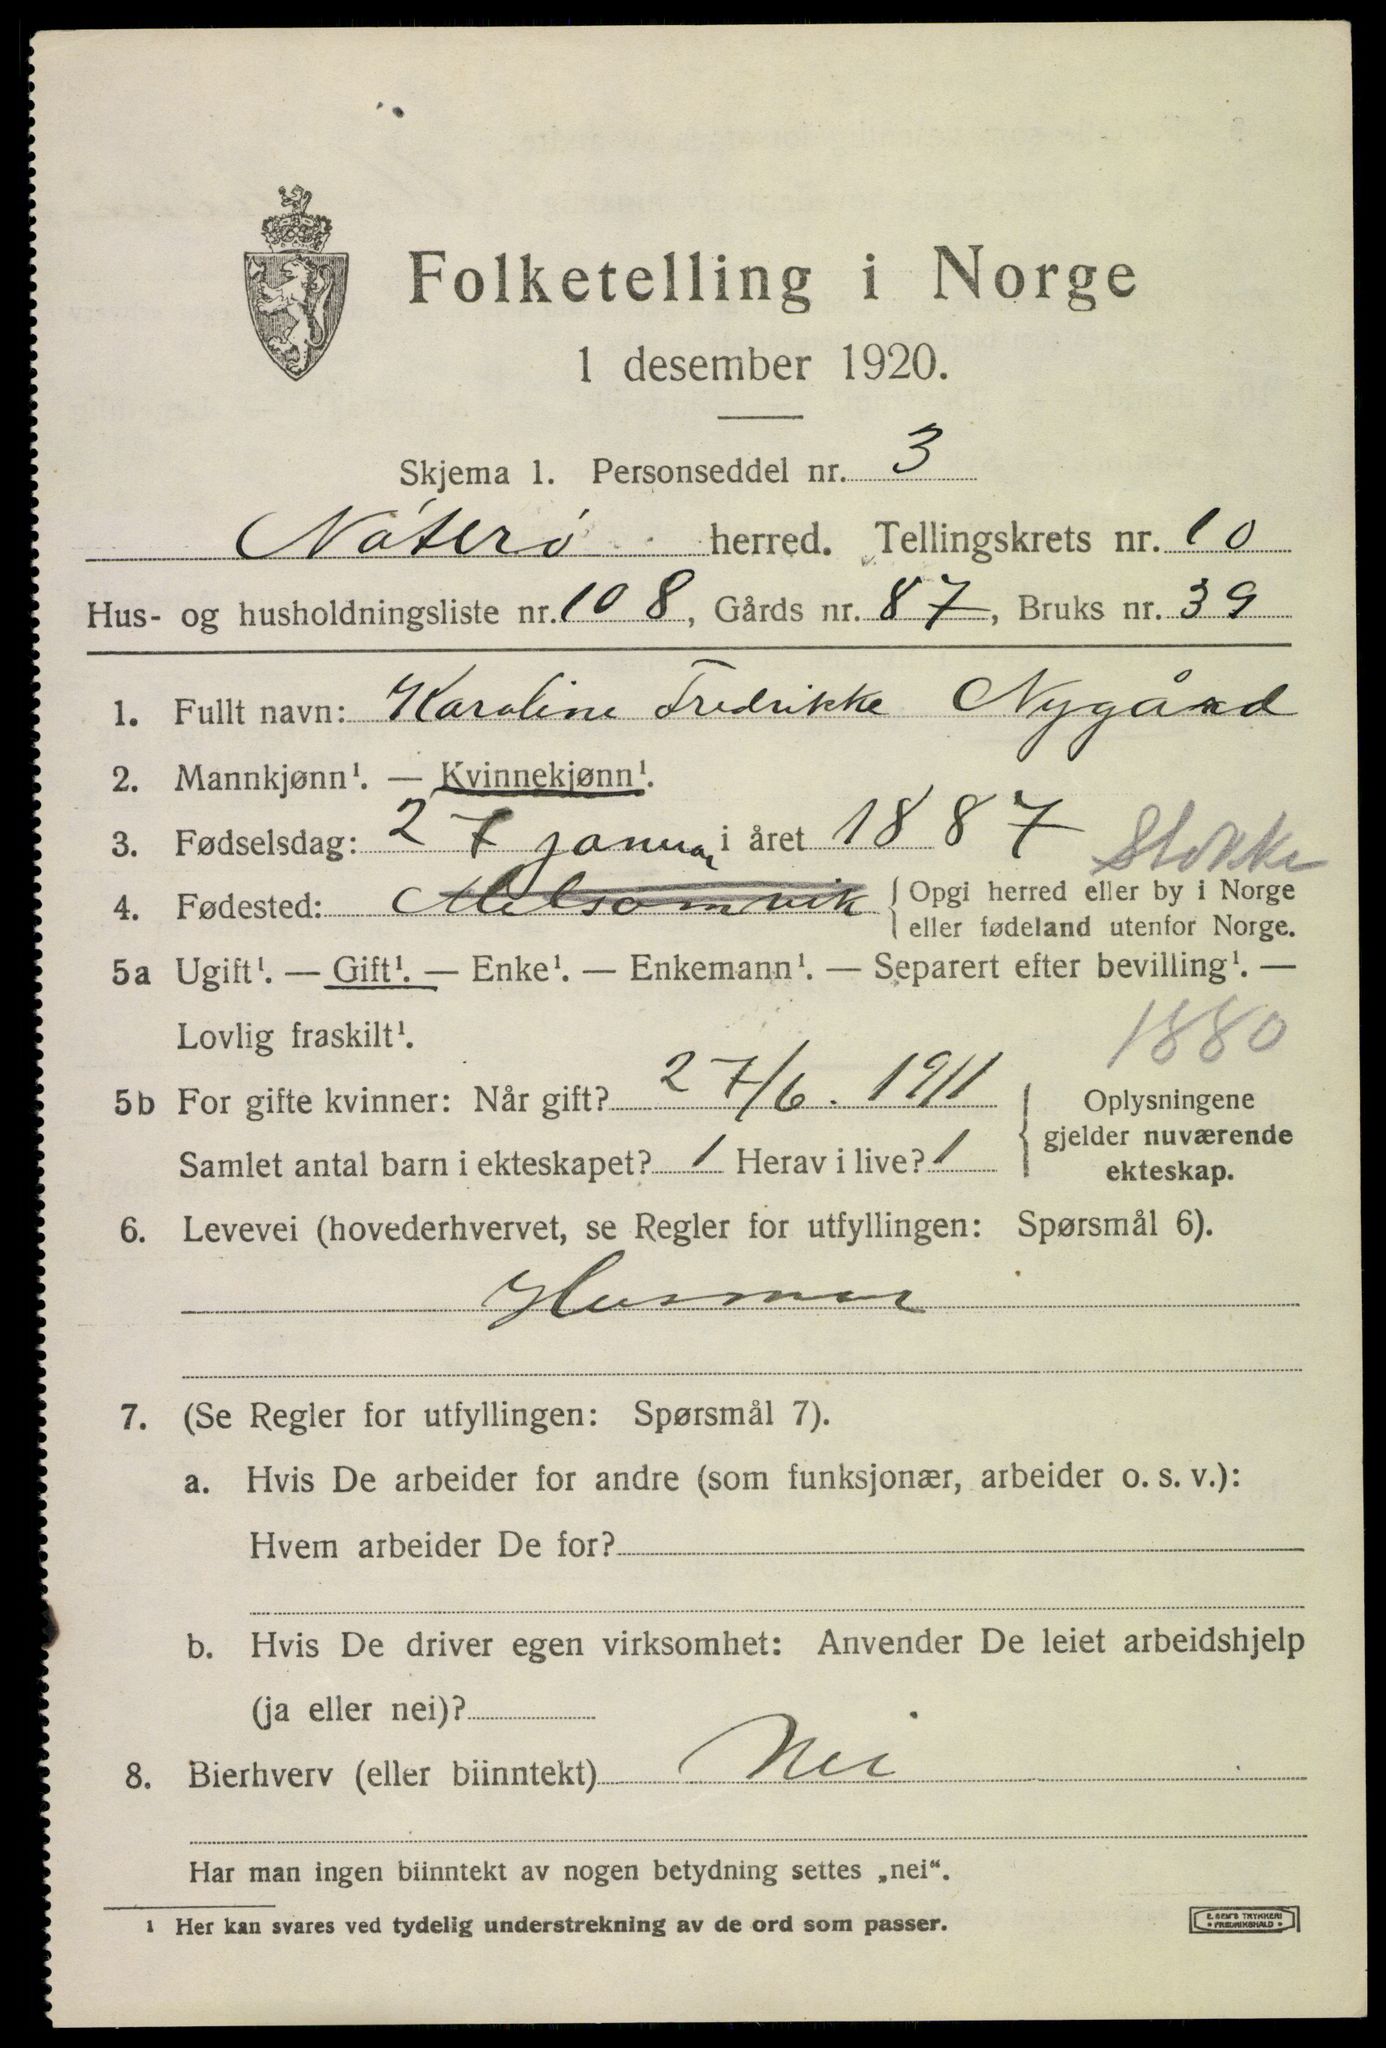 Folketelling i Norge
1 desember 1920.
Skjema 1. Personseddel nr. 3
Nøterø herred. Tellingskrets nr. 10
Hus- og husholdningsliste nr. 108, Gårds nr. 87, Bruks nr. 39
1. Fullt navn: Karoline Fredrikke Nygård
2. Mannkjønn¹. — Kvinnekjønn¹.
3. Fødselsdag: 27 januar i året 1887
Stokke
4. Fødested: Melsomvik { Opgi herred eller by i Norge
eller fødeland utenfor Norge.
5a Ugift¹. — Gift¹. — Enke¹. — Enkemann¹. — Separert efter bevilling¹. —
Lovlig fraskilt¹.
1880
5b For gifte kvinner: Når gift? 27/6. 1911
Samlet antal barn i ekteskapet? 1 Herav i live? 1
Oplysningene
gjelder nuværende
ekteskap.
6. Levevei (hovederhvervet, se Regler for utfyllingen: Spørsmål 6).
Husmor
7. (Se Regler for utfyllingen: Spørsmål 7).
a. Hvis De arbeider for andre (som funksjonær, arbeider o. s. v.):
Hvem arbeider De for?
b. Hvis De driver egen virksomhet: Anvender De leiet arbeidshjelp
(ja eller nei)?
8. Bierhverv (eller biinntekt) Nei
Har man ingen biinntekt av nogen betydning settes „nei“.
¹ Her kan svares ved tydelig understrekning av de ord som passer.
E. SEM'S TRYKKERI
• FREDRIKSHALD •